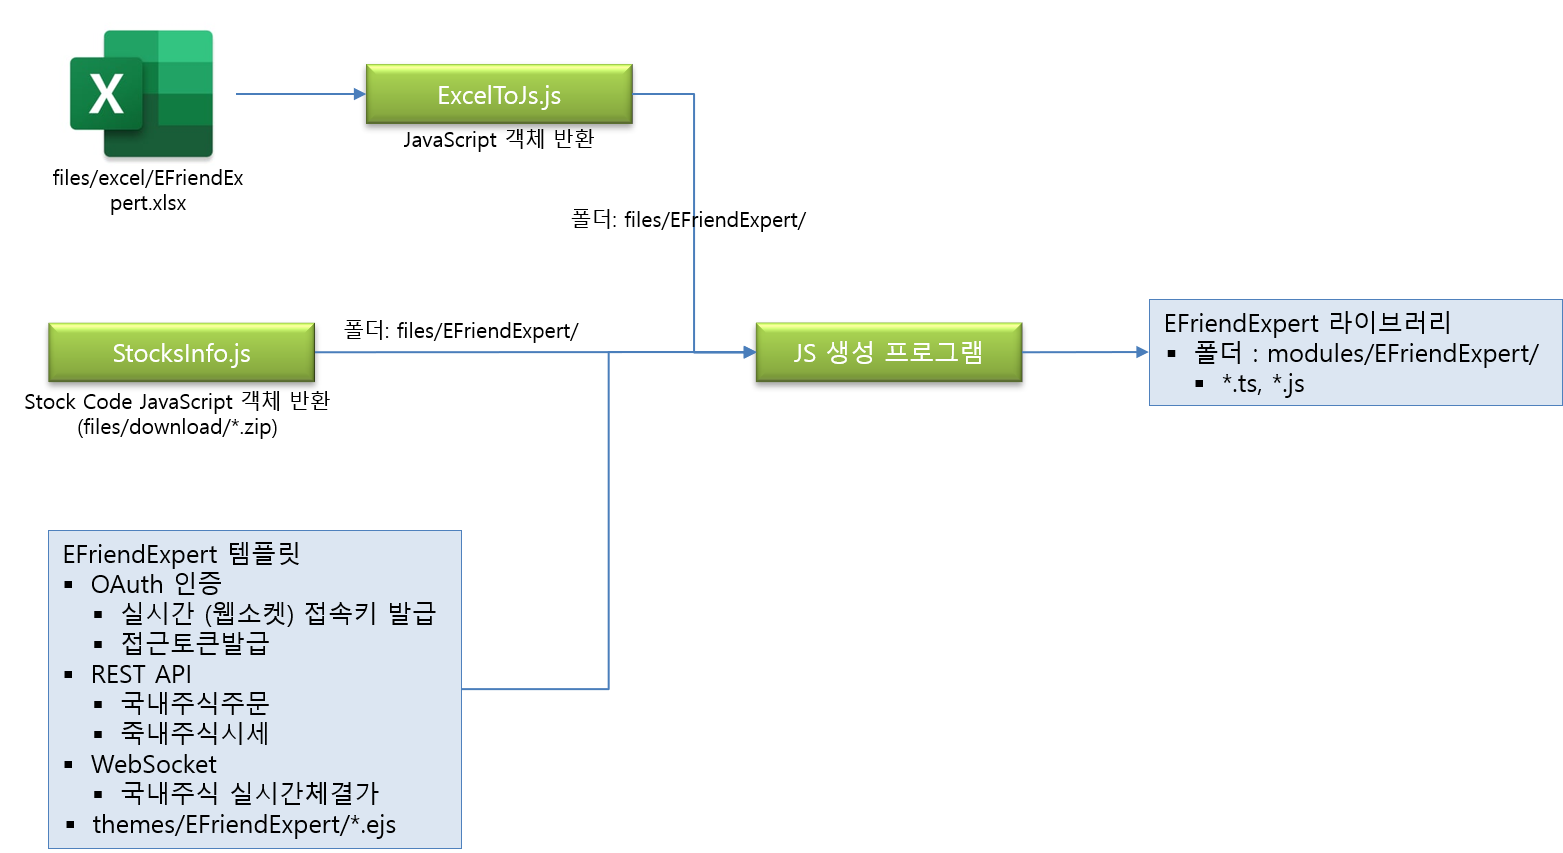 X
ExcelToJs.js
JavaScript 객체 반환
files/excel/EFriendEx
pert.xlsx
폴더: files/EFriendExpert/
폴더: files/EFriendExpert/
StocksInfo.js
Stock Code JavaScript 객체 반환
(files/download/*.zip)
JS 생성 프로그램
EFriendExpert 라이브러리
▪ 폴더 : modules/EFriendExpert/
▪ *.ts, *.js
EFriendExpert 템플릿
▪ OAuth 인증
▪ 실시간 (웹소켓) 접속키 발급
▪ 접근토큰발급
▪ REST API
▪ 국내주식주문
▪ 죽내주식시세
▪ WebSocket
▪ 국내주식 실시간체결가
▪ themes/EFriendExpert/*.ejs